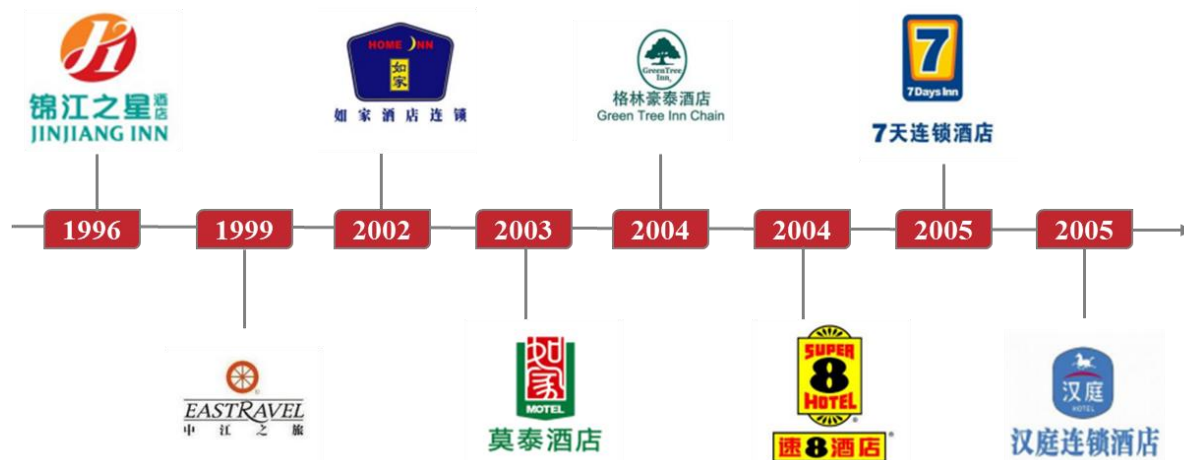 锦江之星酒店
JINJIANG INN
HOME INN
如家
如家酒店连锁
GreenTree
Inn
格林豪泰酒店
Green Tree Inn Chain
7
7Days Inn
7天连锁酒店
1996
1999
2002
2003
2004
2004
2005
2005
EASTRAVEL
中江之旅
如家
MOTEL
莫泰酒店
SUPER
8
HOTEL
速8酒店
汉庭
HOTEL
汉庭连锁酒店